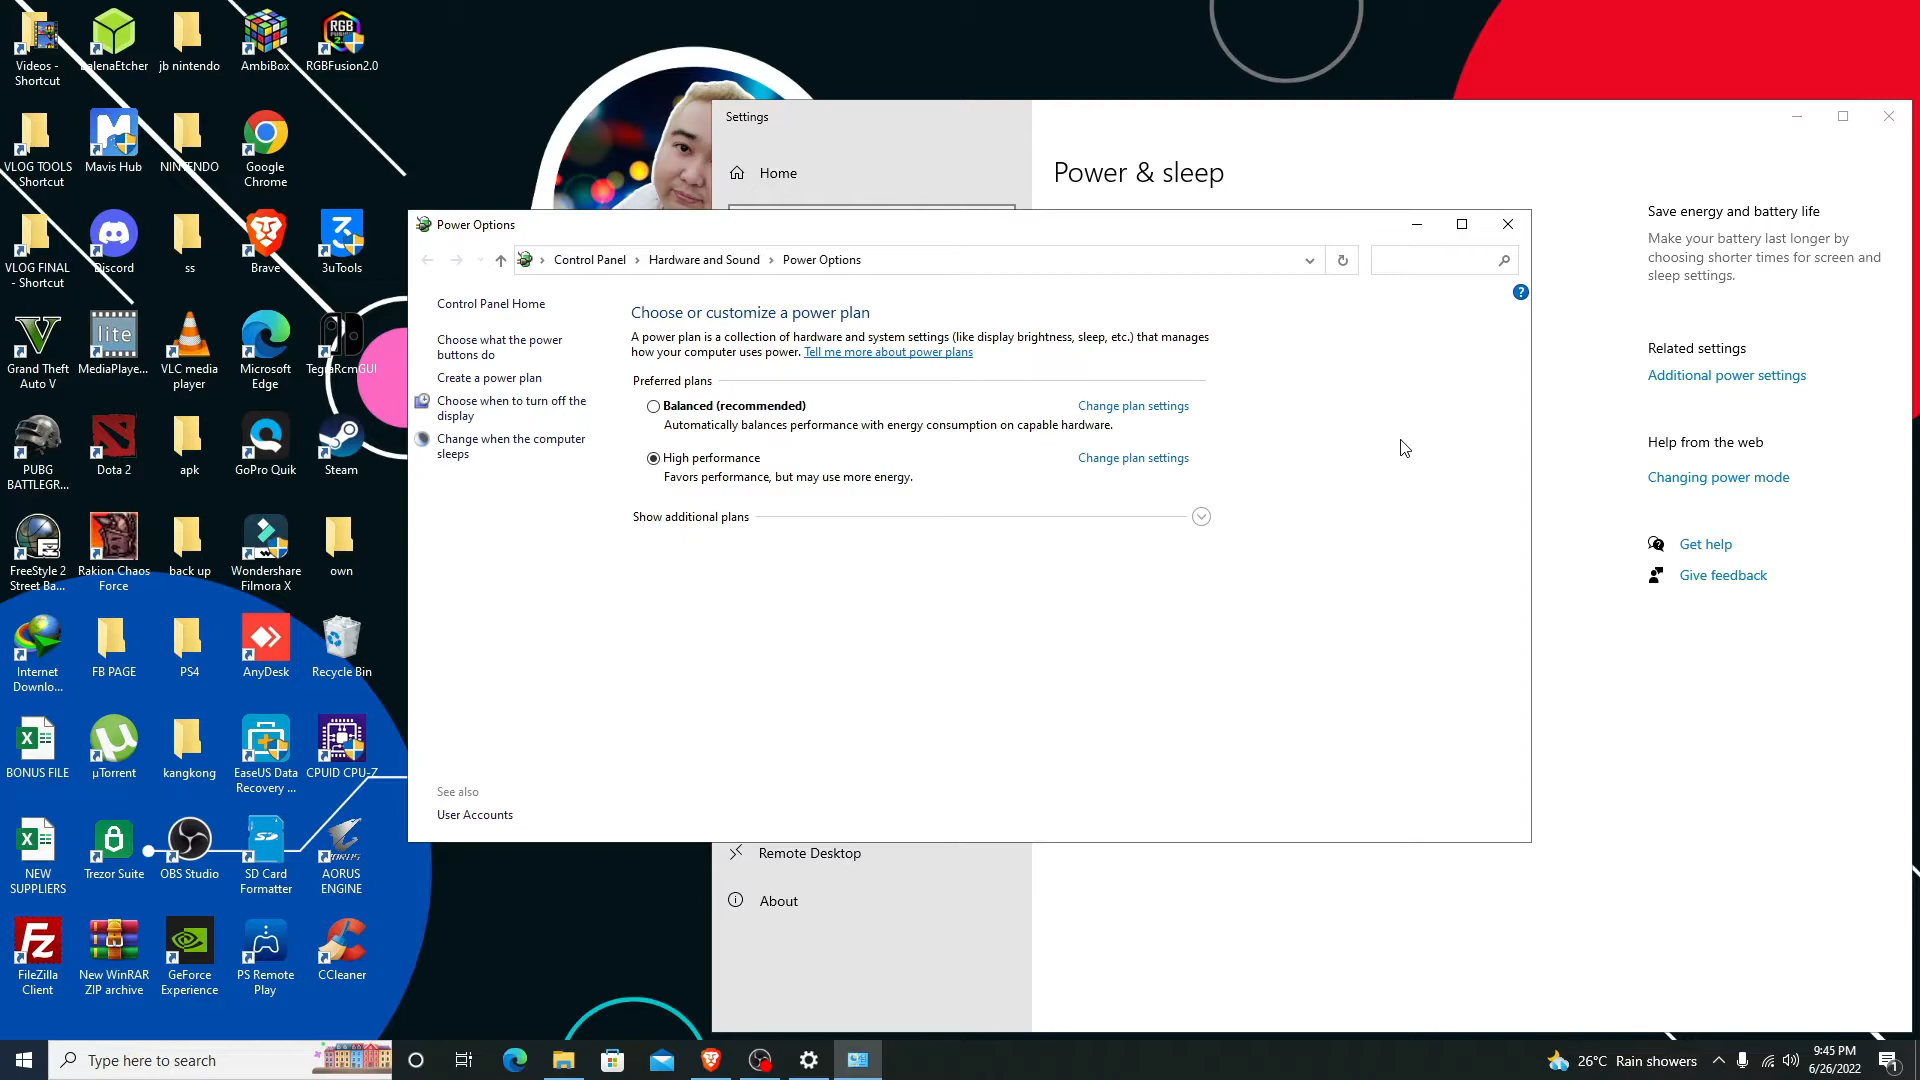 Videos -
Shortcut
balenaEtcher
jb nintendo
AmbiBox
RGBFusion2.0
VLOG TOOLS
Shortcut
Mavis Hub
NINTENDO
Google
Chrome
VLOG FINAL
- Shortcut
Discord
ss
Brave
3uTools
Grand Theft
Auto V
lite
MediaPlaye...
VLC media
player
Microsoft
Edge
TegraRcmGUI
PUBG
BATTLEGR...
Dota 2
apk
GoPro Quik
Steam
FreeStyle 2
Street Ba...
Rakion Chaos
Force
back up
Wondershare
Filmora X
own
Internet
Downlo...
FB PAGE
PS4
AnyDesk
Recycle Bin
BONUS FILE
µTorrent
kangkong
EaseUS Data
Recovery ...
CPUID CPU-Z
NEW
SUPPLIERS
Trezor Suite
OBS Studio
SD Card
Formatter
AORUS
ENGINE
FileZilla
Client
New WinRAR
ZIP archive
GeForce
Experience
PS Remote
Play
CCleaner
Settings
Home
Power & sleep
Save energy and battery life
Make your battery last longer by
choosing shorter times for screen and
sleep settings.
Related settings
Additional power settings
Help from the web
Changing power mode
Get help
Give feedback
Power Options
Control Panel > Hardware and Sound > Power Options
Control Panel Home
Choose what the power
buttons do
Create a power plan
Choose when to turn off the
display
Change when the computer
sleeps
Choose or customize a power plan
A power plan is a collection of hardware and system settings (like display brightness, sleep, etc.) that manages
how your computer uses power. Tell me more about power plans
Preferred plans
Balanced (recommended) Change plan settings
Automatically balances performance with energy consumption on capable hardware.
High performance Change plan settings
Favors performance, but may use more energy.
Show additional plans
See also
User Accounts
Remote Desktop
About
Type here to search
26°C Rain showers
9:45 PM
6/26/2022
1